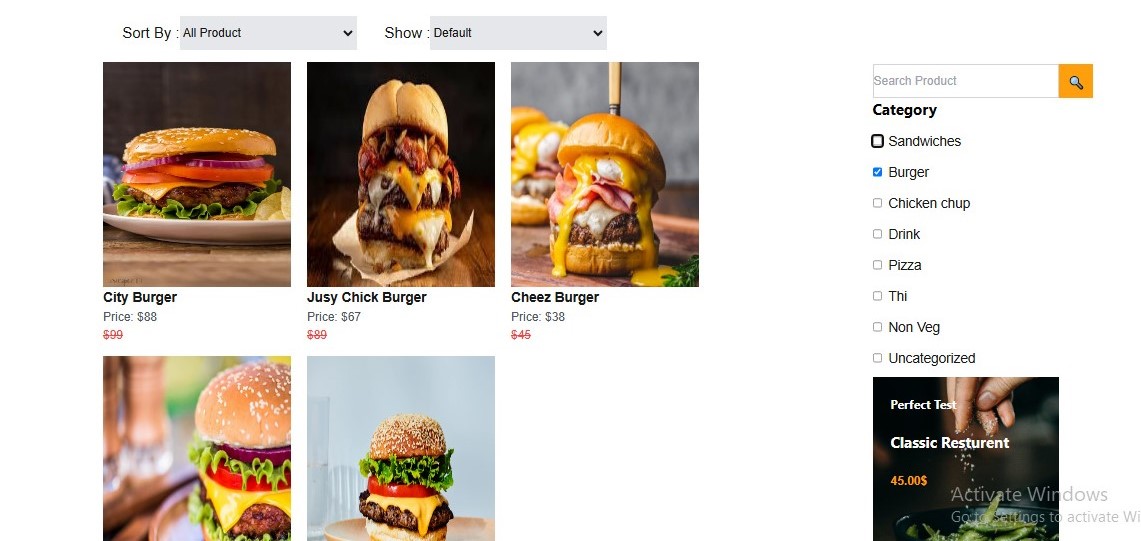 Sort By :
All Product
Show :
Default
Search Product
Category
Sandwiches
Burger
Chicken chup
Drink
Pizza
Thi
Non Veg
Uncategorized
City Burger
Price: $88
$99
Jusy Chick Burger
Price: $67
$89
Cheez Burger
Price: $38
$45
Perfect Test
Classic Resturent
45.00$
Activate Windows
Go to Settings to activate Wi